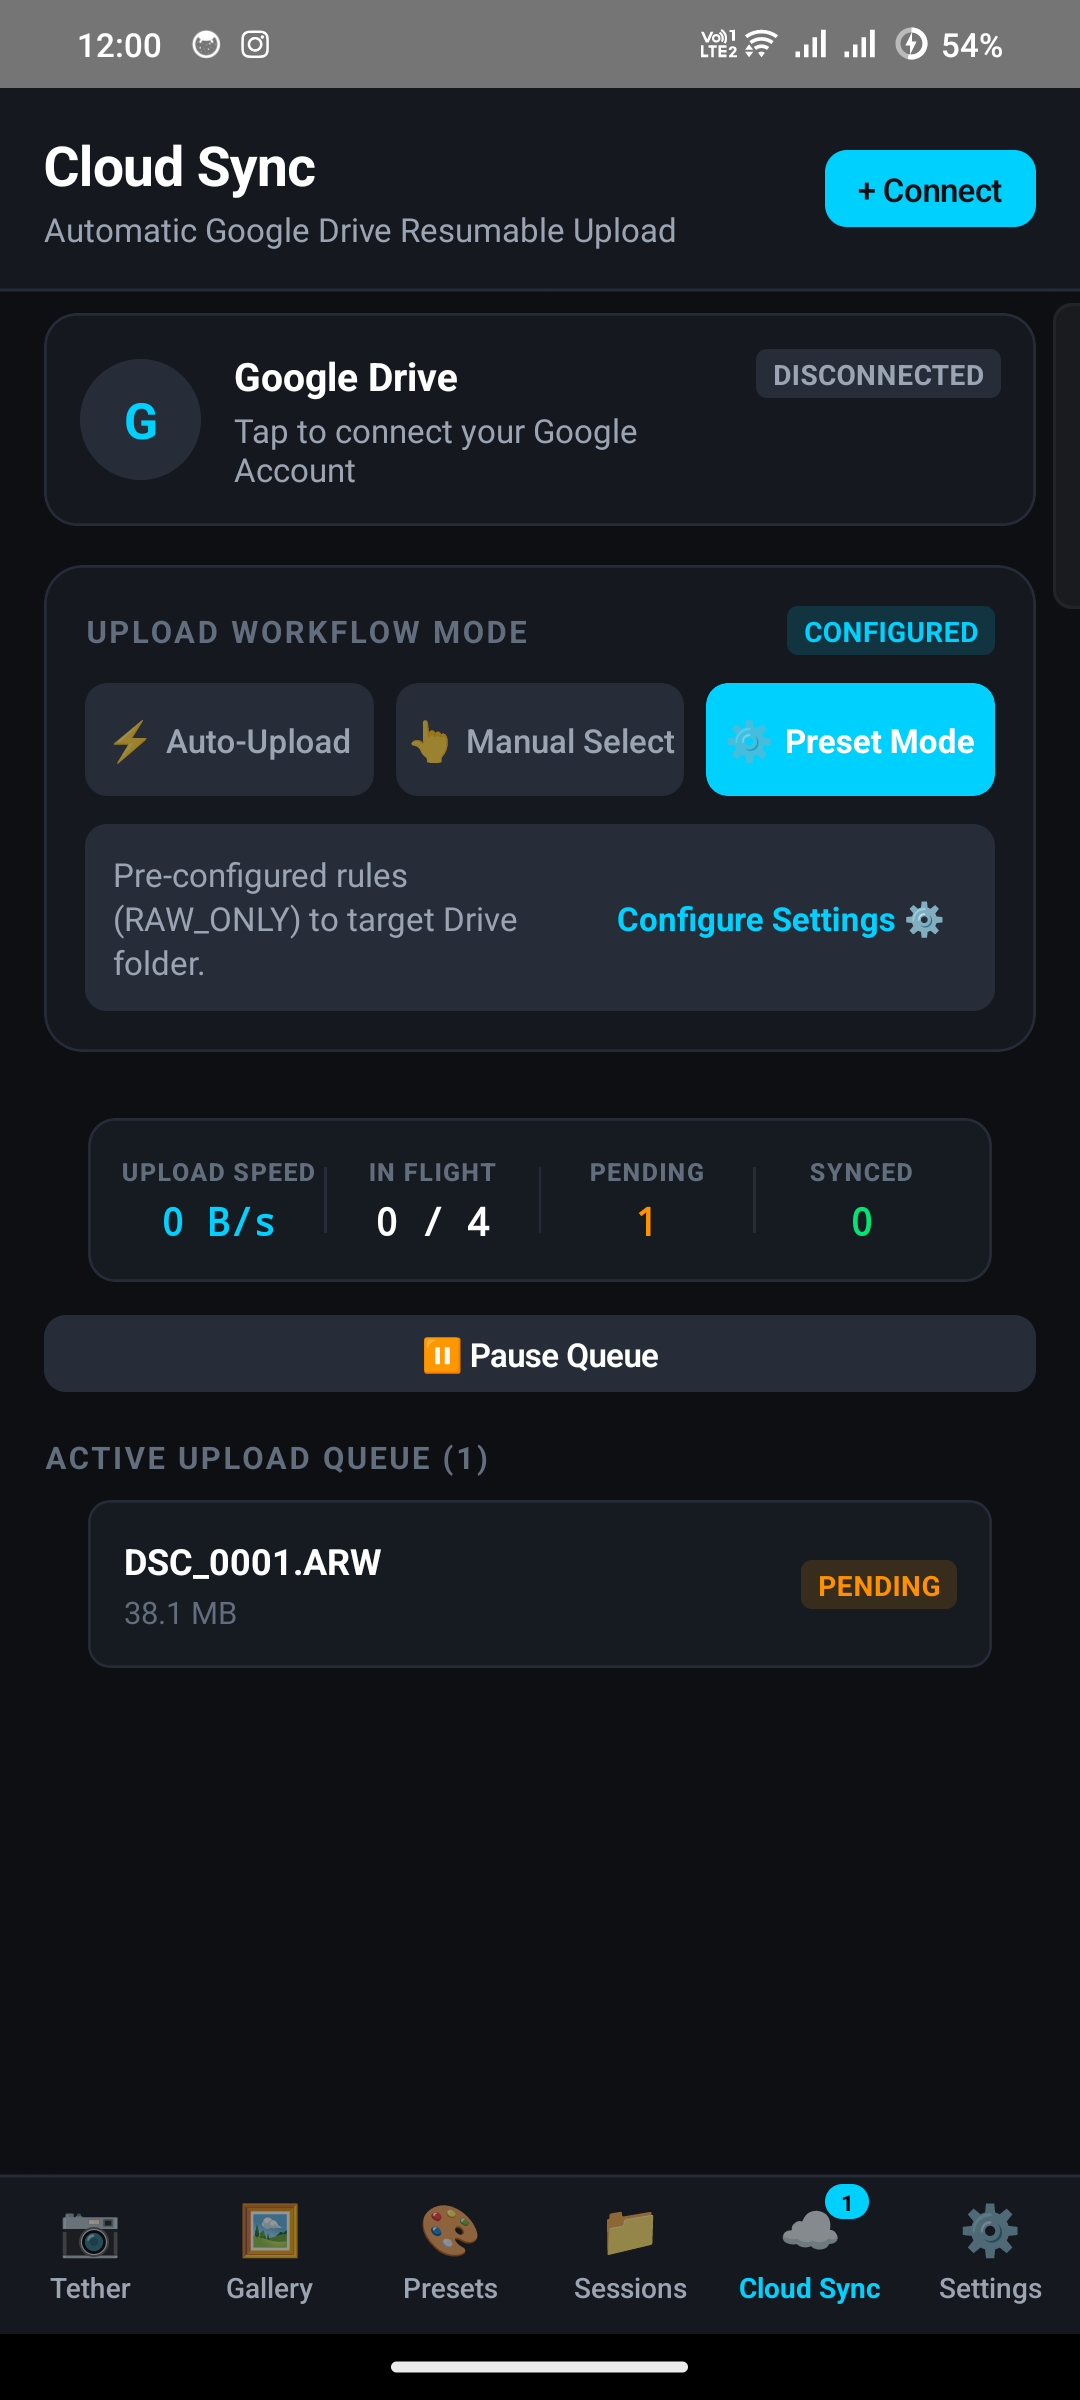 12:00
Vo))1 LTE2 54%
Cloud Sync
Automatic Google Drive Resumable Upload
+ Connect
G
Google Drive
DISCONNECTED
Tap to connect your Google
Account
UPLOAD WORKFLOW MODE
CONFIGURED
⚡ Auto-Upload
👆 Manual Select
⚙️ Preset Mode
Pre-configured rules
(RAW_ONLY) to target Drive
folder.
Configure Settings ⚙️
UPLOAD SPEED
IN FLIGHT
PENDING
SYNCED
0 B/s
0 / 4
1
0
⏸️ Pause Queue
ACTIVE UPLOAD QUEUE (1)
DSC_0001.ARW
38.1 MB
PENDING
1
Tether
Gallery
Presets
Sessions
Cloud Sync
Settings